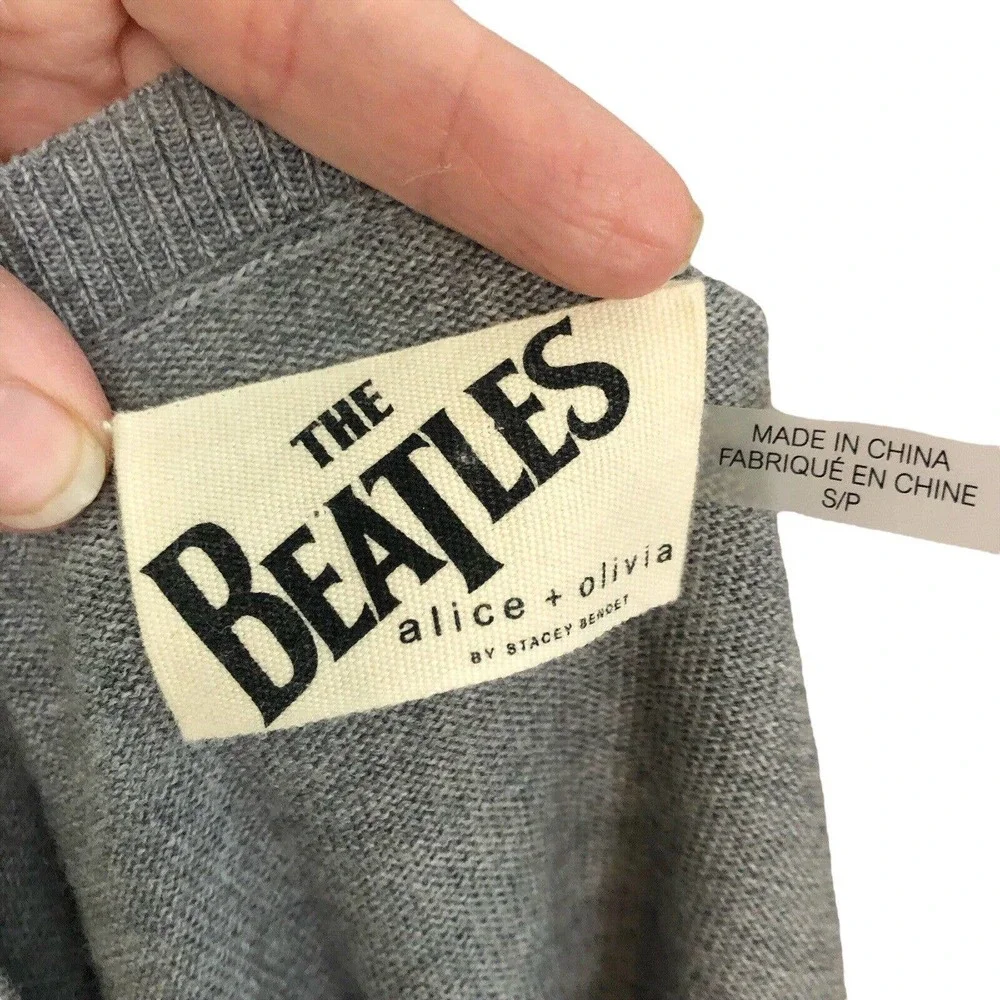 THE
BEATLES
alice + olivia
BY STACEY BENDET
MADE IN CHINA
FABRIQUÉ EN CHINE
S/P